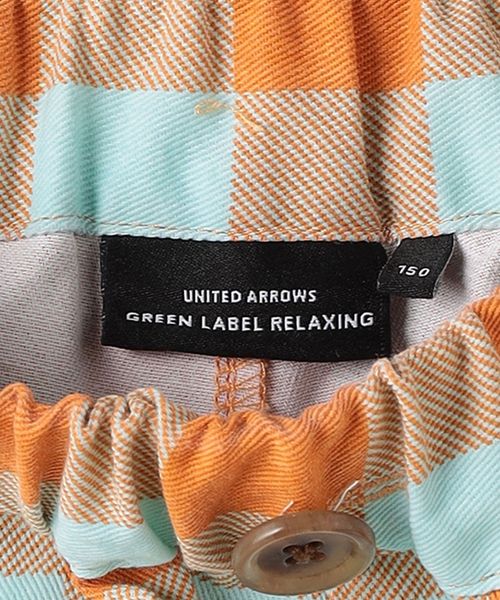 UNITED ARROWS
GREEN LABEL RELAXING
150